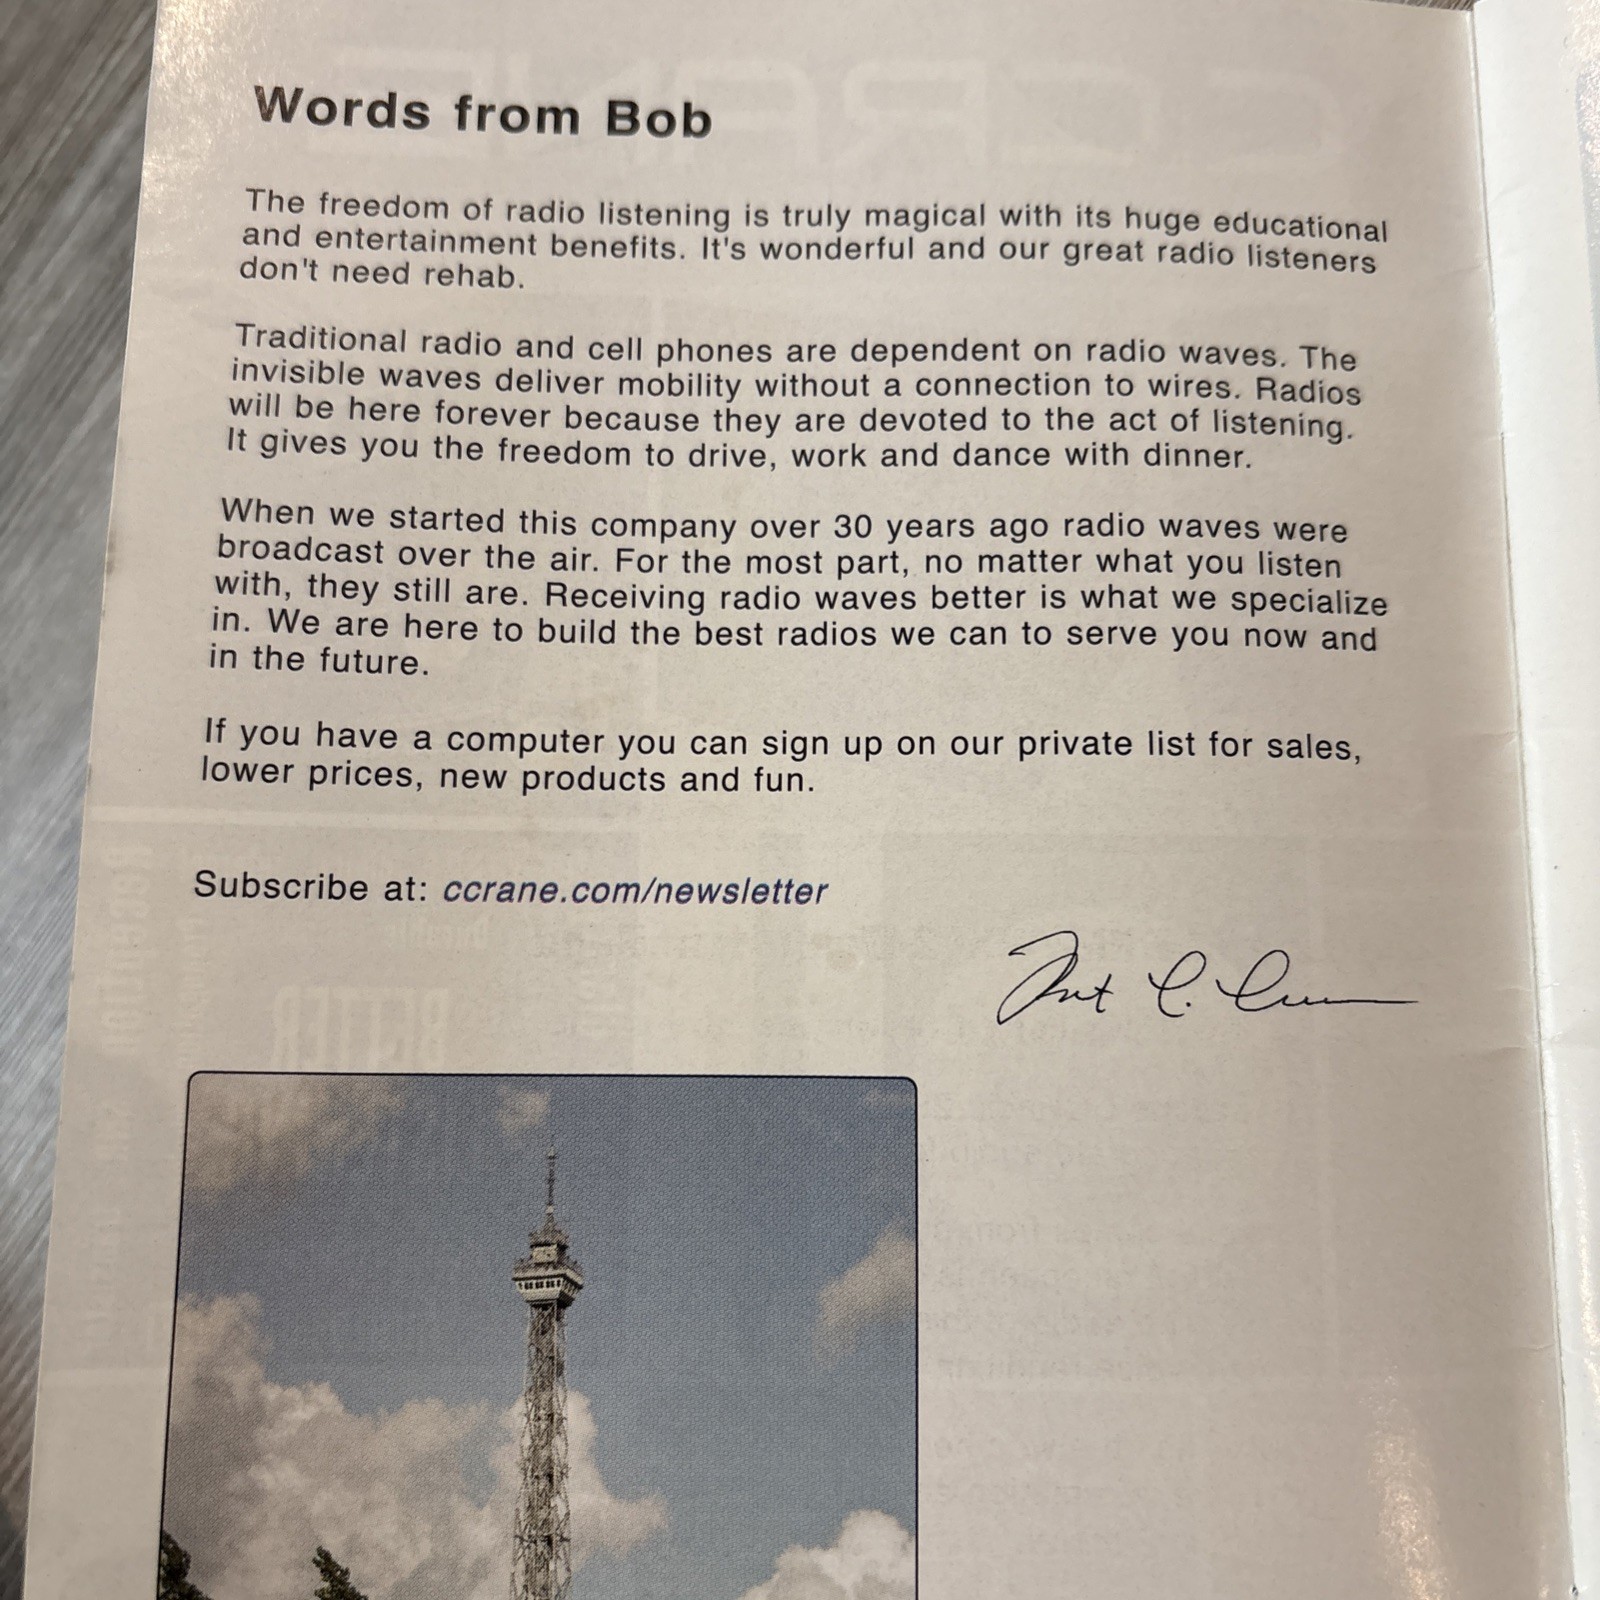 Words from Bob
The freedom of radio listening is truly magical with its huge educational
and entertainment benefits. It's wonderful and our great radio listeners
don't need rehab.
Traditional radio and cell phones are dependent on radio waves. The
invisible waves deliver mobility without a connection to wires. Radios
will be here forever because they are devoted to the act of listening.
It gives you the freedom to drive, work and dance with dinner.
When we started this company over 30 years ago radio waves were
broadcast over the air. For the most part, no matter what you listen
with, they still are. Receiving radio waves better is what we specialize
in. We are here to build the best radios we can to serve you now and
in the future.
If you have a computer you can sign up on our private list for sales,
lower prices, new products and fun.
Subscribe at: ccrane.com/newsletter